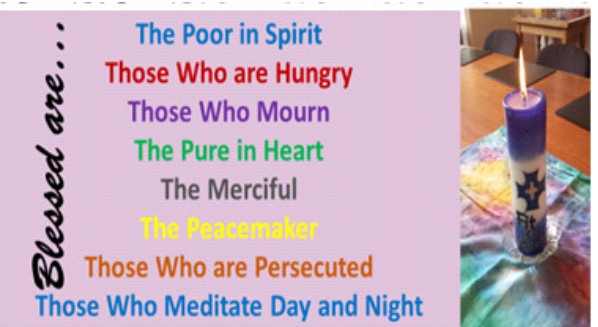 Blessed are...
The Poor in Spirit
Those Who are Hungry
Those Who Mourn
The Pure in Heart
The Merciful
The Peacemaker
Those Who are Persecuted
Those Who Meditate Day and Night